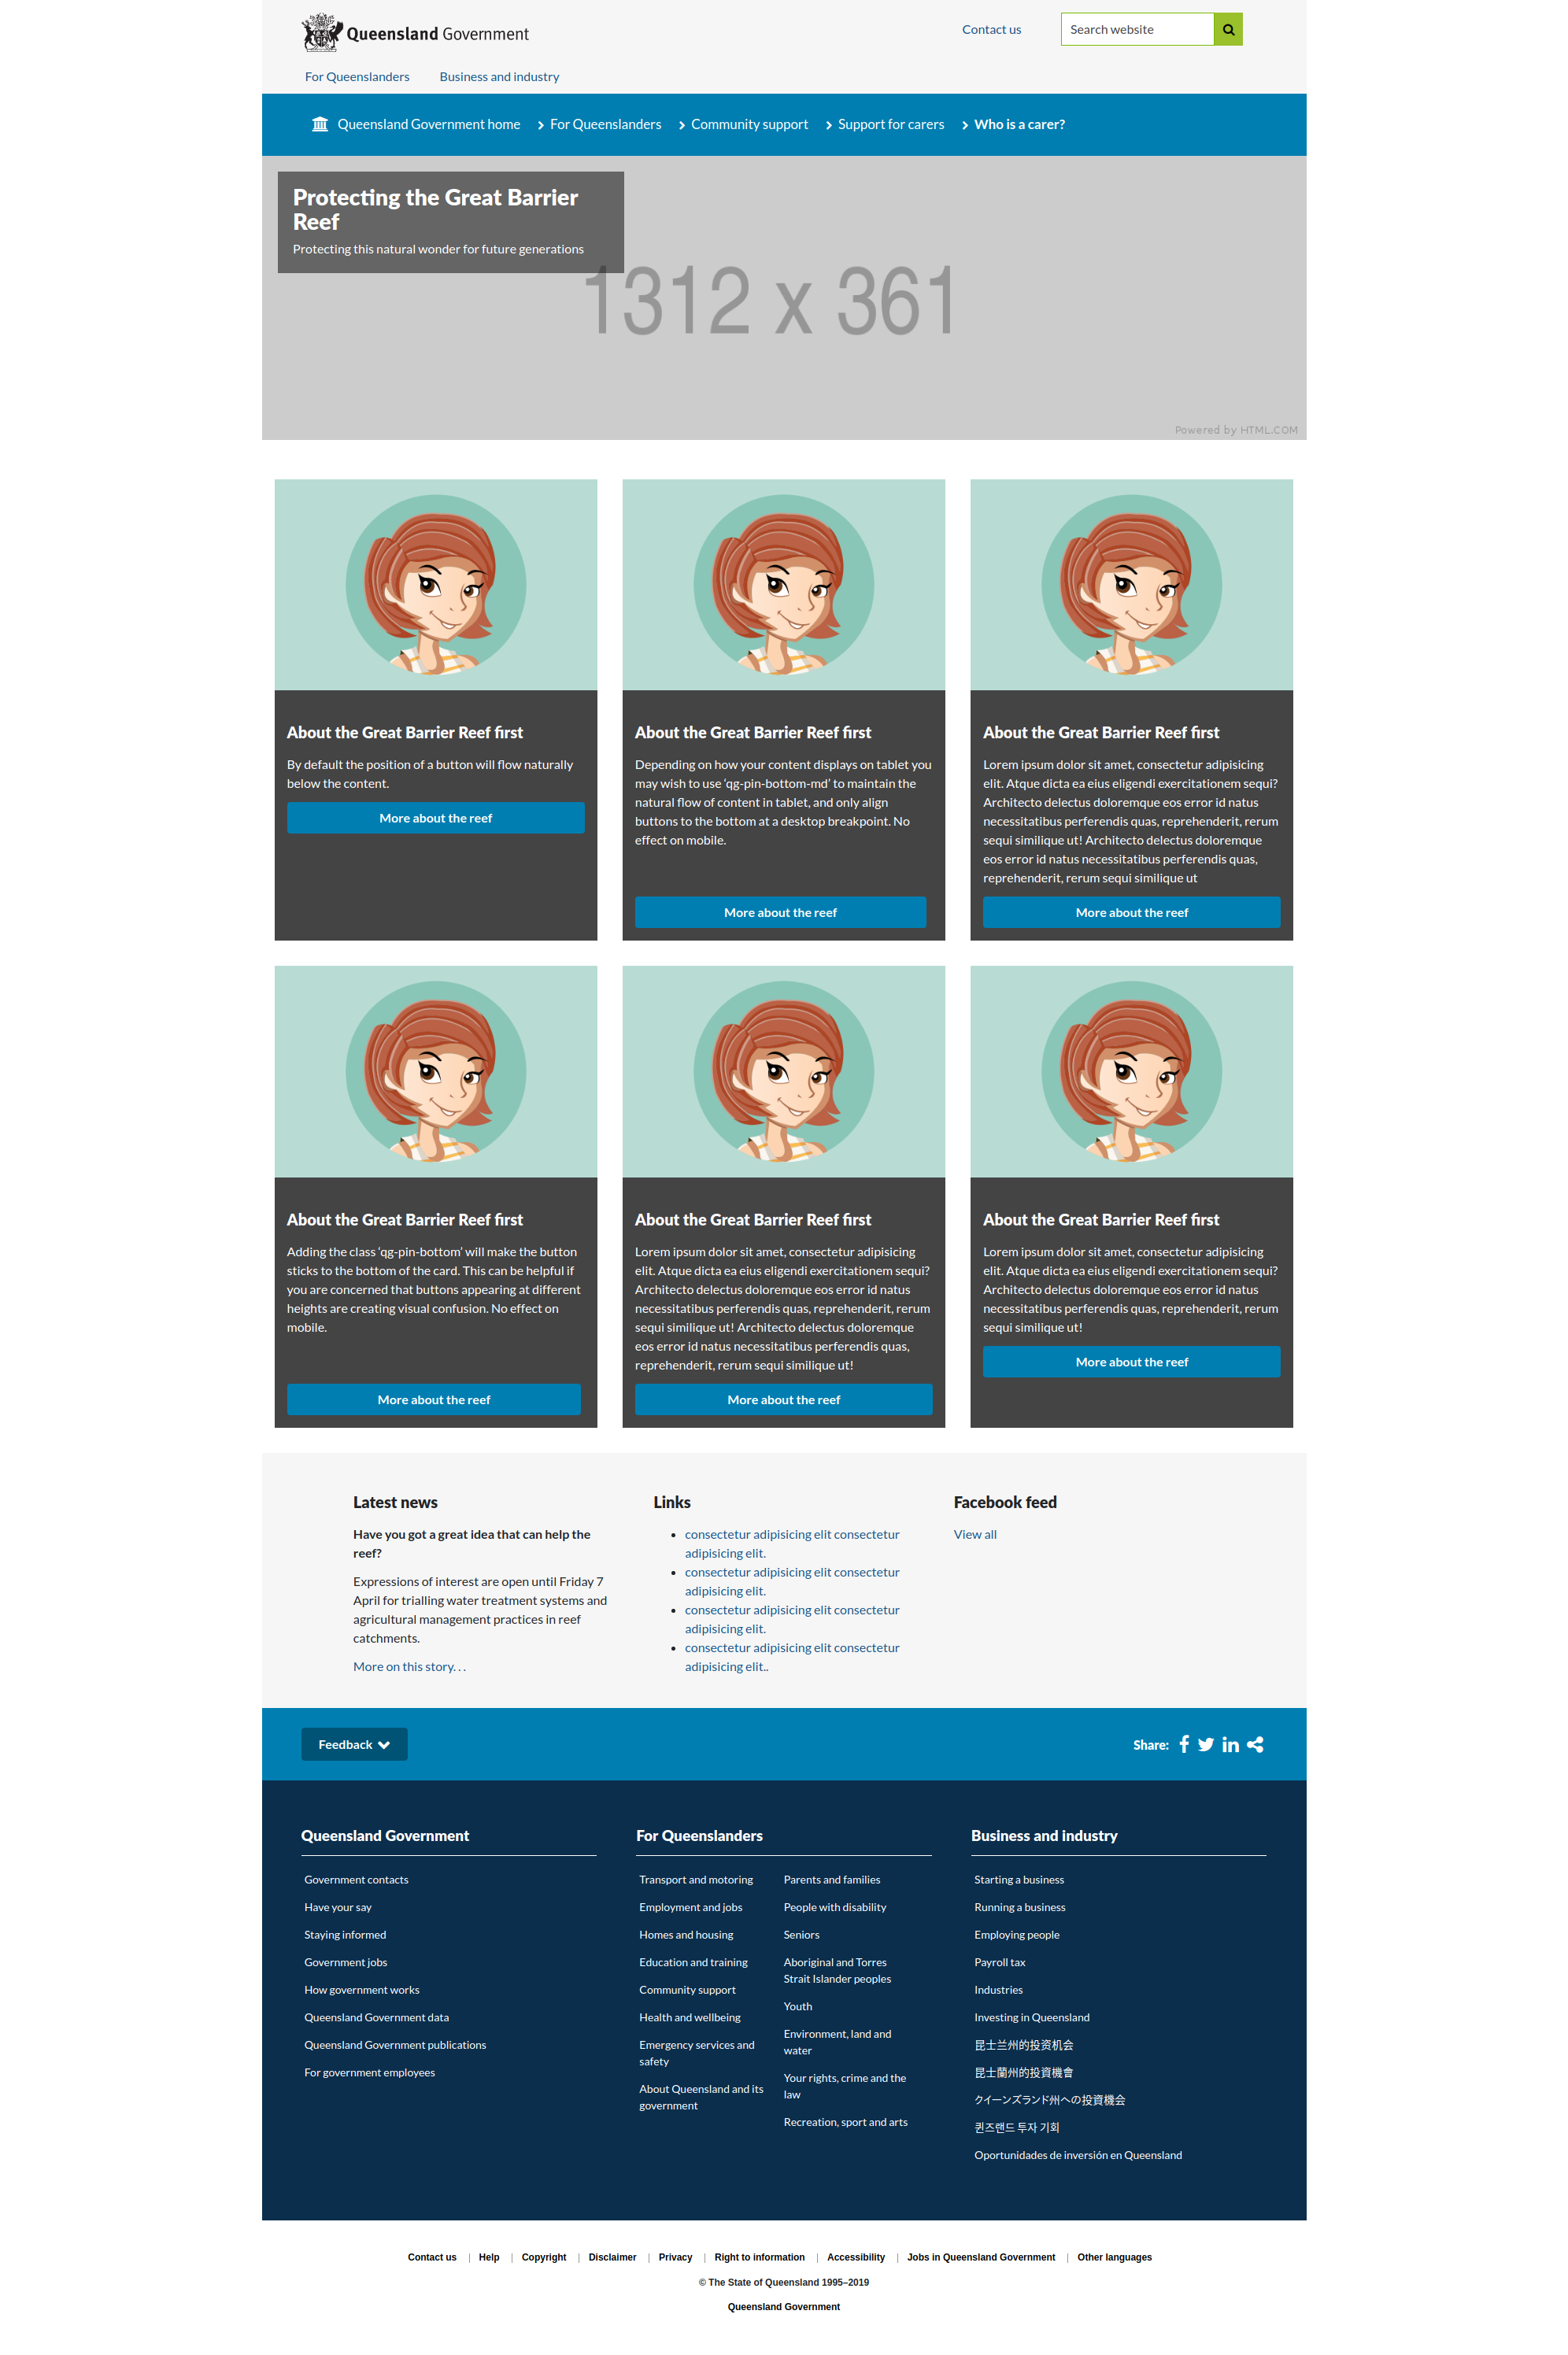 Queensland Government
Contact us
Search website
For Queenslanders
Business and industry
Queensland Government home
For Queenslanders
Community support
Support for carers
Who is a carer?
Protecting the Great Barrier
Reef
Protecting this natural wonder for future generations
1312 x 361
Powered by HTML.COM
About the Great Barrier Reef first
By default the position of a button will flow naturally
below the content.
More about the reef
About the Great Barrier Reef first
Depending on how your content displays on tablet you
may wish to use ‘qg-pin-bottom-md’ to maintain the
natural flow of content in tablet, and only align
buttons to the bottom at a desktop breakpoint. No
effect on mobile.
More about the reef
About the Great Barrier Reef first
Lorem ipsum dolor sit amet, consectetur adipisicing
elit. Atque dicta ea eius eligendi exercitationem sequi?
Architecto delectus doloremque eos error id natus
necessitatibus perferendis quas, reprehenderit, rerum
sequi similique ut! Architecto delectus doloremque
eos error id natus necessitatibus perferendis quas,
reprehenderit, rerum sequi similique ut
More about the reef
About the Great Barrier Reef first
Adding the class ‘qg-pin-bottom’ will make the button
sticks to the bottom of the card. This can be helpful if
you are concerned that buttons appearing at different
heights are creating visual confusion. No effect on
mobile.
More about the reef
About the Great Barrier Reef first
Lorem ipsum dolor sit amet, consectetur adipisicing
elit. Atque dicta ea eius eligendi exercitationem sequi?
Architecto delectus doloremque eos error id natus
necessitatibus perferendis quas, reprehenderit, rerum
sequi similique ut! Architecto delectus doloremque
eos error id natus necessitatibus perferendis quas,
reprehenderit, rerum sequi similique ut!
More about the reef
About the Great Barrier Reef first
Lorem ipsum dolor sit amet, consectetur adipisicing
elit. Atque dicta ea eius eligendi exercitationem sequi?
Architecto delectus doloremque eos error id natus
necessitatibus perferendis quas, reprehenderit, rerum
sequi similique ut!
More about the reef
Latest news
Have you got a great idea that can help the
reef?
Expressions of interest are open until Friday 7
April for trialling water treatment systems and
agricultural management practices in reef
catchments.
More on this story. . .
Links
consectetur adipisicing elit consectetur
adipisicing elit.
consectetur adipisicing elit consectetur
adipisicing elit.
consectetur adipisicing elit consectetur
adipisicing elit.
consectetur adipisicing elit consectetur
adipisicing elit..
Facebook feed
View all
Feedback
Share:
Queensland Government
Government contacts
Have your say
Staying informed
Government jobs
How government works
Queensland Government data
Queensland Government publications
For government employees
For Queenslanders
Transport and motoring
Employment and jobs
Homes and housing
Education and training
Community support
Health and wellbeing
Emergency services and
safety
About Queensland and its
government
Parents and families
People with disability
Seniors
Aboriginal and Torres
Strait Islander peoples
Youth
Environment, land and
water
Your rights, crime and the
law
Recreation, sport and arts
Business and industry
Starting a business
Running a business
Employing people
Payroll tax
Industries
Investing in Queensland
昆士兰州的投资机会
昆士蘭州的投資機會
クイーンズランド州への投資機会
퀸즈랜드 투자 기회
Oportunidades de inversión en Queensland
Contact us | Help | Copyright | Disclaimer | Privacy | Right to information | Accessibility | Jobs in Queensland Government | Other languages
© The State of Queensland 1995–2019
Queensland Government